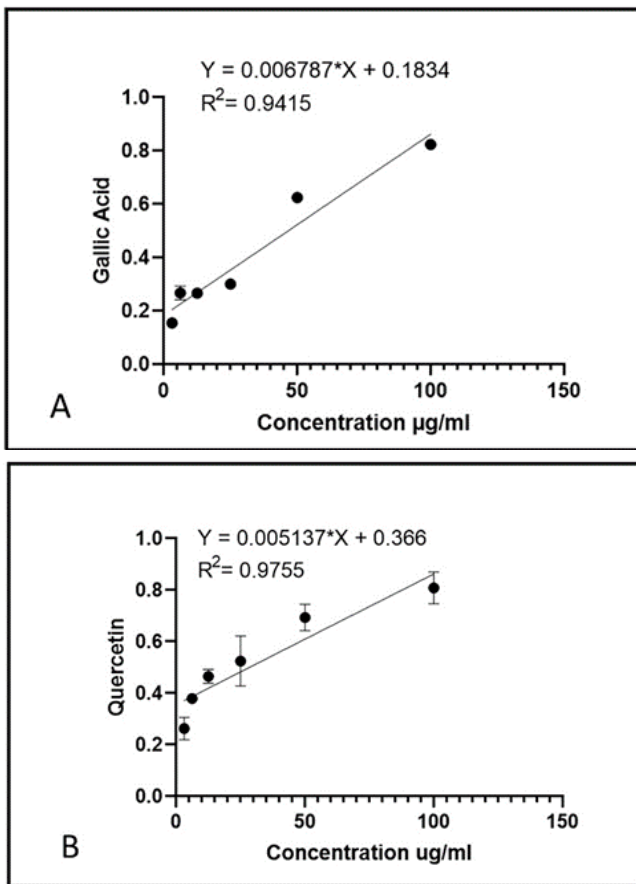 Y = 0.006787*X + 0.1834
R²= 0.9415
1.0
0.8
0.6
0.4
0.2
0.0
Gallic Acid
0 50 100 150
Concentration µg/ml
A
Y = 0.005137*X + 0.366
R²= 0.9755
1.0
0.8
0.6
0.4
0.2
0.0
Quercetin
0 50 100 150
Concentration ug/ml
B